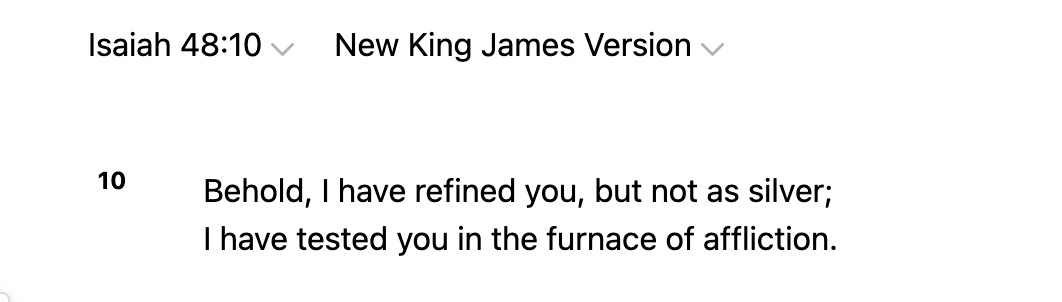 Isaiah 48:10 New King James Version
10 Behold, I have refined you, but not as silver;
I have tested you in the furnace of affliction.